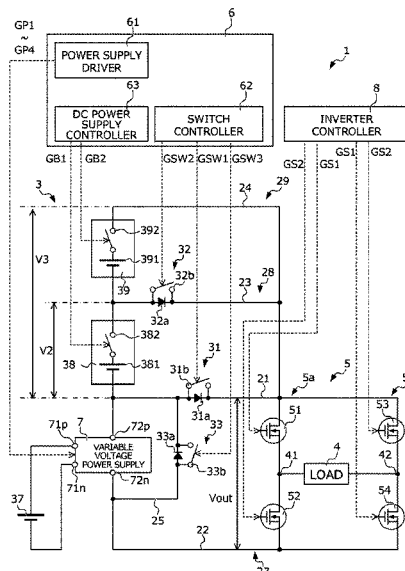 GP1
~
GP4
61
6
POWER SUPPLY
DRIVER
1
63
62
8
DC POWER
SUPPLY
CONTROLLER
SWITCH
CONTROLLER
INVERTER
CONTROLLER
GB1
GB2
GSW2
GSW1
GSW3
GS2
GS1
GS1
GS2
3
24
29
392
391
39
32
32b
32a
23
28
V3
V2
382
38
381
31
31b
31a
21
5
5a
51
53
7
72p
71p
VARIABLE
VOLTAGE
POWER SUPPLY
71n
72n
33a
33
33b
41
4
LOAD
42
37
52
54
25
Vout
22